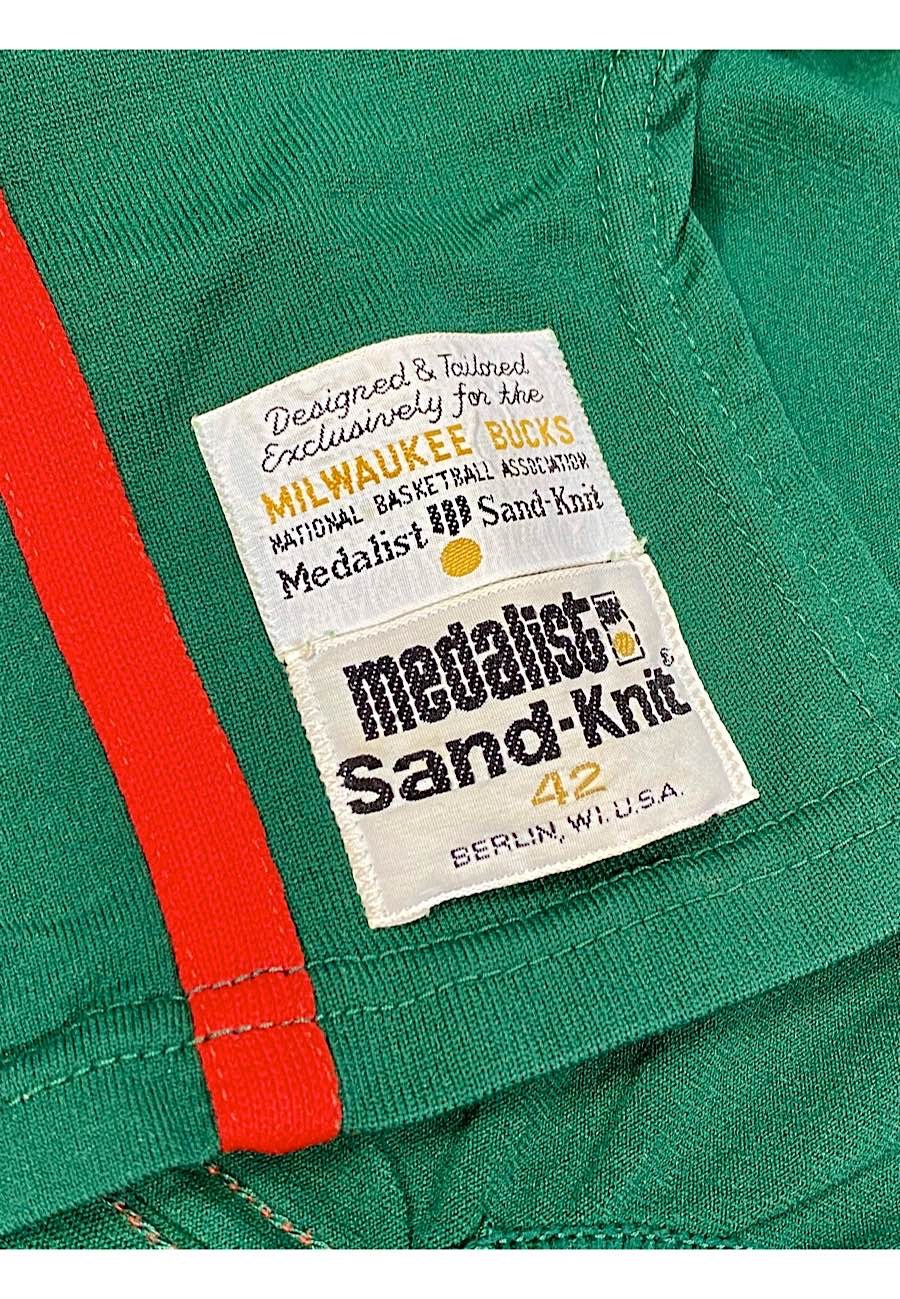 Designed & Tailored
Exclusively for the
MILWAUKEE BUCKS
NATIONAL BASKETBALL ASSOCIATION
Medalist Sand-Knit
medalist ®
Sand-Knit
42
BERLIN, WI. U.S.A.